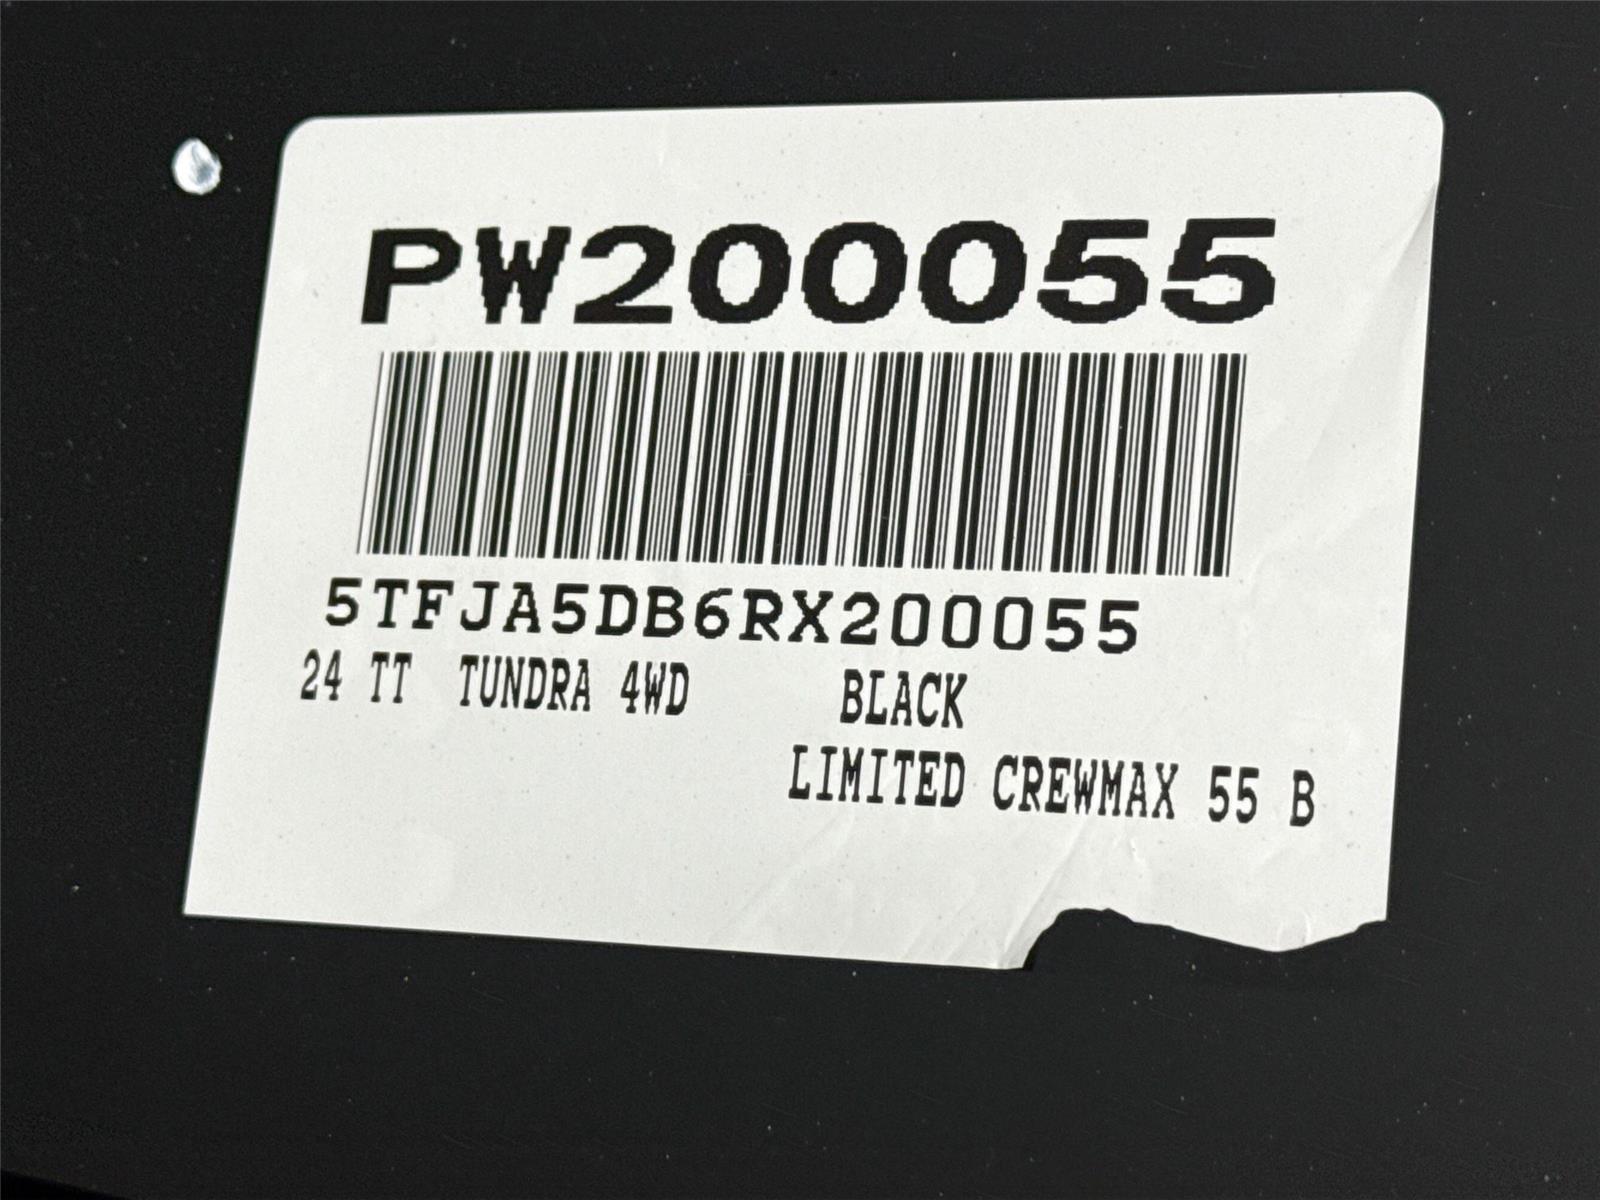 PW200055
5TFJA5DB6RX200055
24 TT TUNDRA 4WD BLACK
LIMITED CREWMAX 55 B